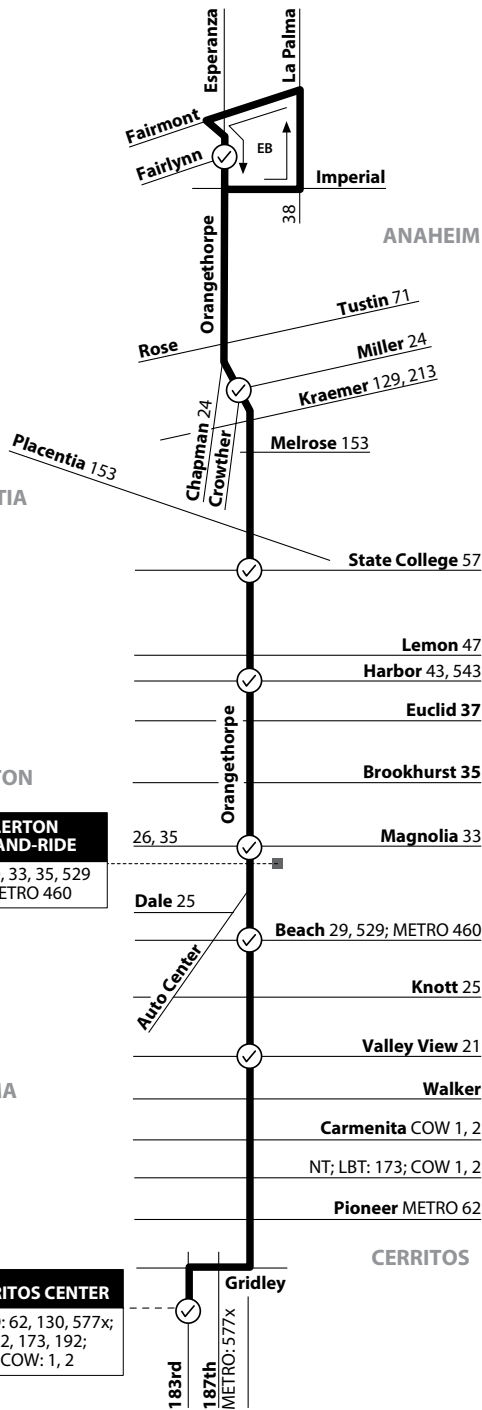 Esperanza
La Palma
Fairmont
Fairlynn
EB
Imperial
38
ANAHEIM
Orangethorpe
Tustin 71
Rose
Miller 24
Kraemer 129, 213
Chapman 24
Crowther
Melrose 153
Placentia 153
TIA
State College 57
Lemon 47
Harbor 43, 543
Euclid 37
Orangethorpe
TON
Brookhurst 35
LERTON
-AND-RIDE
, 33, 35, 529
METRO 460
26, 35
Magnolia 33
Dale 25
Beach 29, 529; METRO 460
Auto Center
Knott 25
Valley View 21
MA
Walker
Carmenita COW 1, 2
NT; LBT: 173; COW 1, 2
Pioneer METRO 62
CERRITOS
Gridley
RITOS CENTER
: 62, 130, 577x;
2, 173, 192;
COW: 1, 2
183rd
187th
METRO: 577x